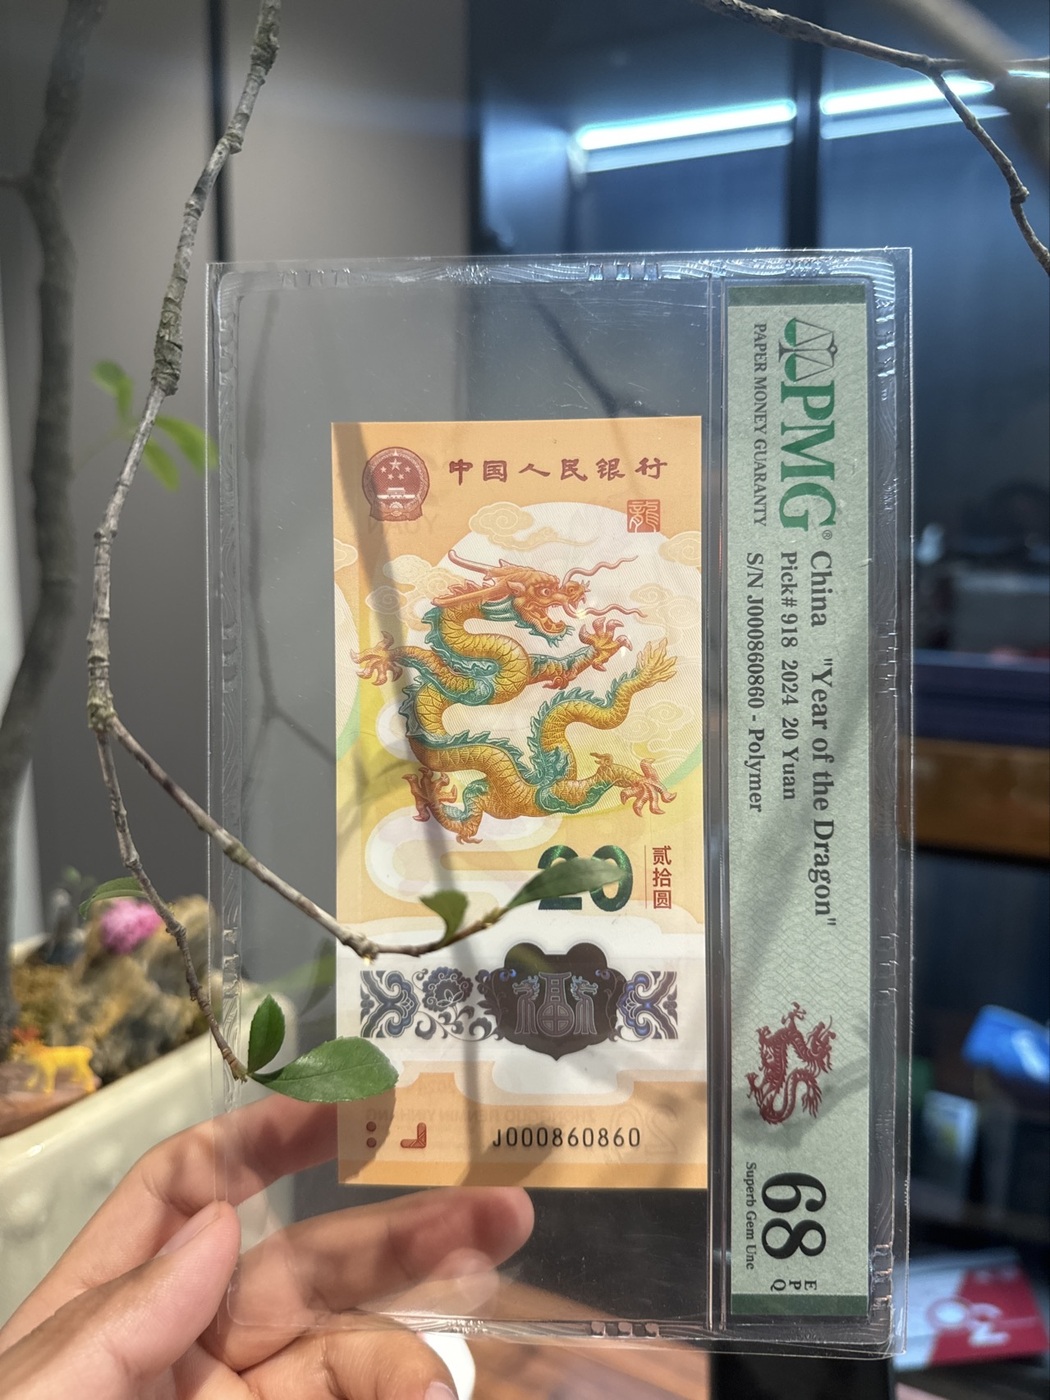 中国人民银行
龍
20
贰拾圆
J000860860
PMG®
PAPER MONEY GUARANTY
China "Year of the Dragon"
Pick# 918 2024 20 Yuan
S/N J000860860 - Polymer
68
EPQ
Superb Gem Unc